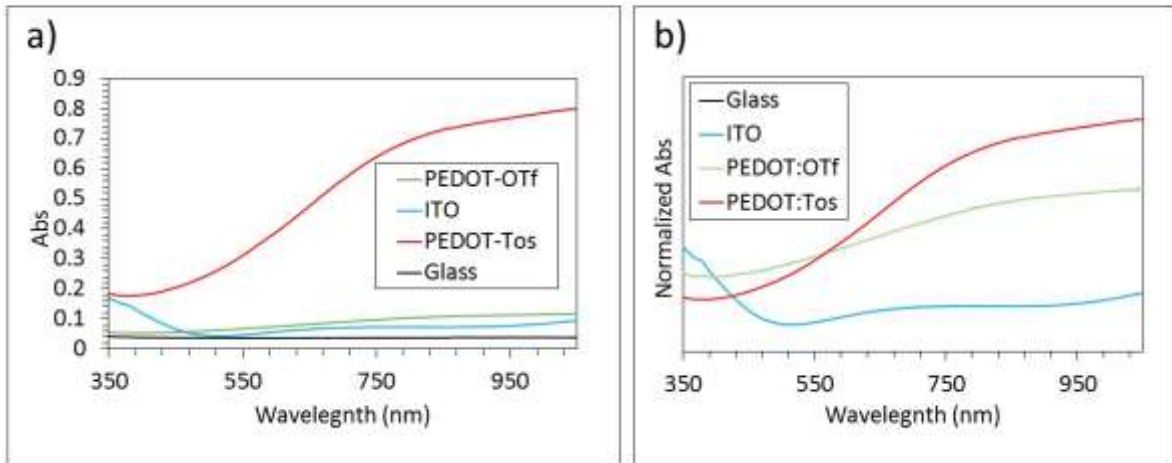 a)
0.9
0.8
0.7
0.6
0.5
0.4
0.3
0.2
0.1
0
Abs
PEDOT-OTf
ITO
PEDOT-Tos
Glass
350 550 750 950
Wavelegnth (nm)
b)
Normalized Abs
Glass
ITO
PEDOT:OTf
PEDOT:Tos
350 550 750 950
Wavelegnth (nm)